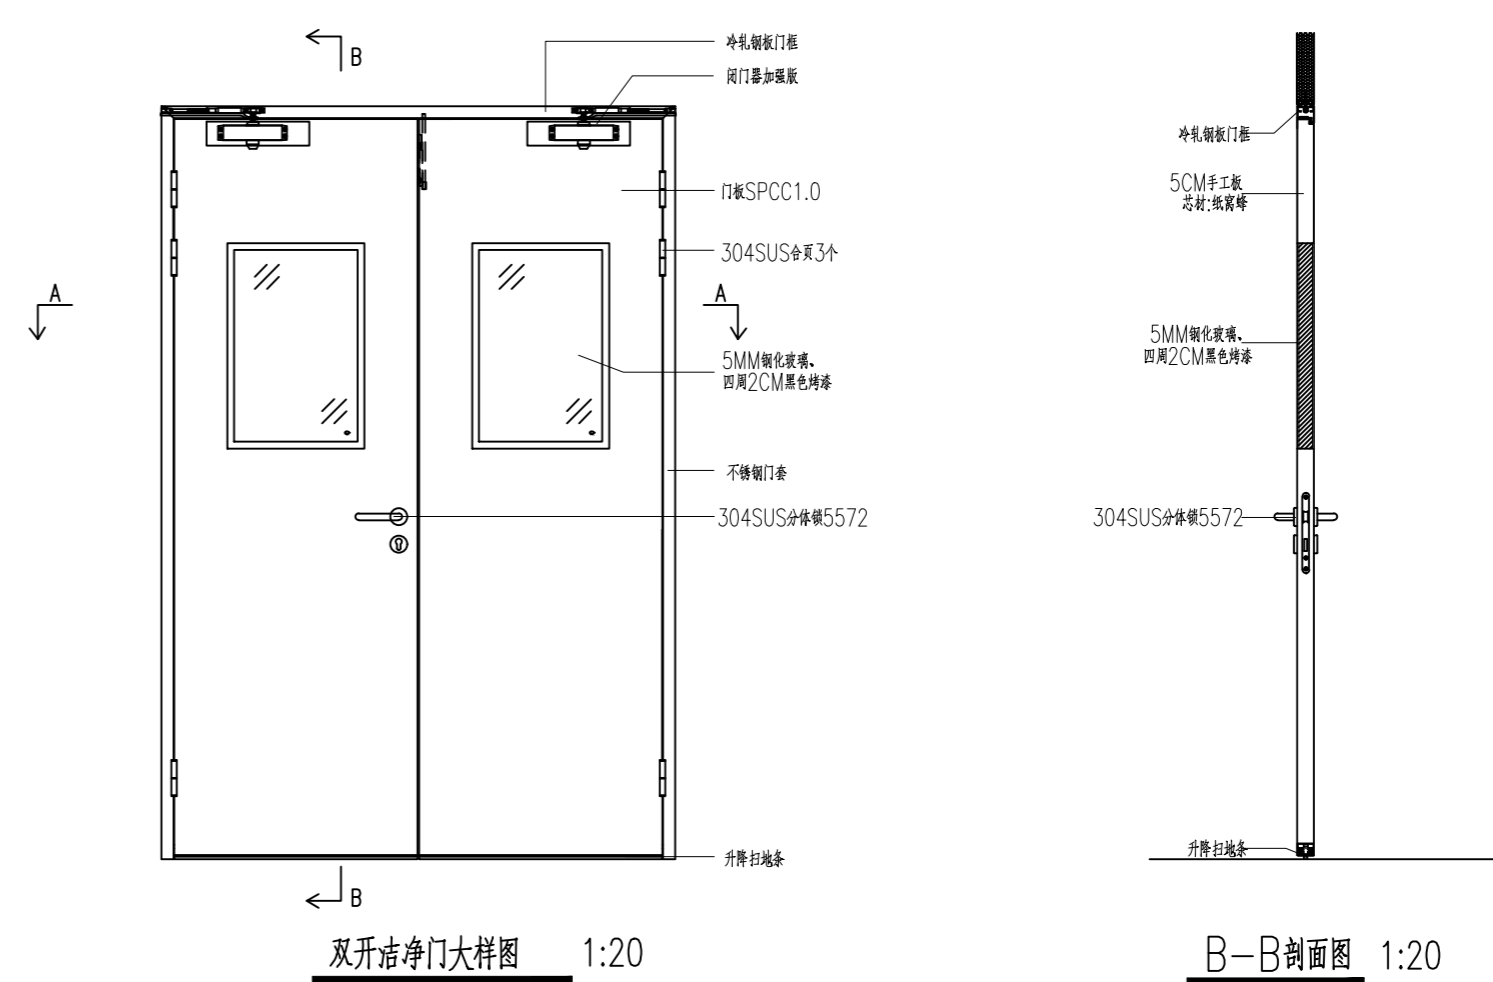 B
冷轧钢板门框
闭门器加强版
门板SPCC1.0
304SUS合页3个
A
A
5MM钢化玻璃、
四周2CM黑色烤漆
不锈钢门套
304SUS分体锁5572
升降扫地条
B
双开洁净门大样图 1:20
冷轧钢板门框
5CM手工板
芯材:纸窝蜂
5MM钢化玻璃、
四周2CM黑色烤漆
304SUS分体锁5572
升降扫地条
B-B剖面图 1:20